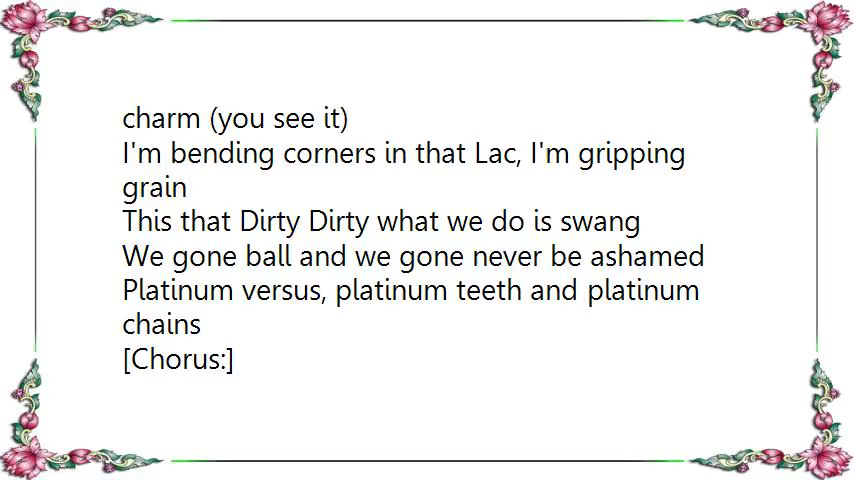 charm (you see it)
I'm bending corners in that Lac, I'm gripping
grain
This that Dirty Dirty what we do is swang
We gone ball and we gone never be ashamed
Platinum versus, platinum teeth and platinum
chains
[Chorus:]